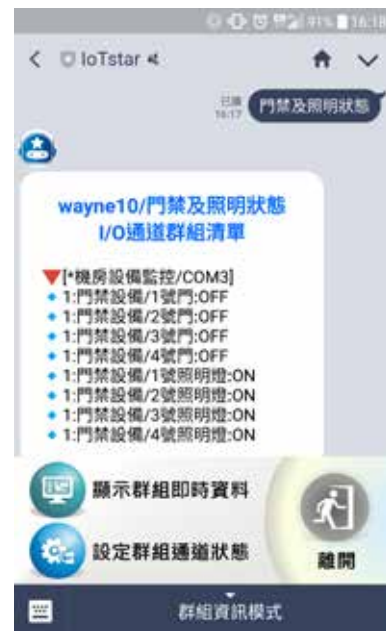 91% 16:18
IoTstar
已讀
16:17
門禁及照明狀態
wayne10/門禁及照明狀態
I/O通道群組清單
[*機房設備監控/COM3]
1:門禁設備/1號門:OFF
1:門禁設備/2號門:OFF
1:門禁設備/3號門:OFF
1:門禁設備/4號門:OFF
1:門禁設備/1號照明燈:ON
1:門禁設備/2號照明燈:ON
1:門禁設備/3號照明燈:ON
1:門禁設備/4號照明燈:ON
顯示群組即時資料
設定群組通道狀態
離開
群組資訊模式